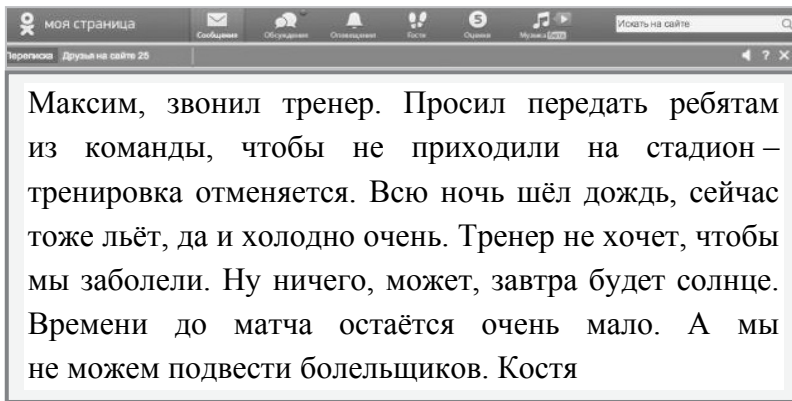 моя страница
Сообщения Обсуждения Оповещения Гости Оценки Музыка бета
Искать на сайте
Переписка Друзья на сайте 25
Максим, звонил тренер. Просил передать ребятам
из команды, чтобы не приходили на стадион –
тренировка отменяется. Всю ночь шёл дождь, сейчас
тоже льёт, да и холодно очень. Тренер не хочет, чтобы
мы заболели. Ну ничего, может, завтра будет солнце.
Времени до матча остаётся очень мало. А мы
не можем подвести болельщиков. Костя